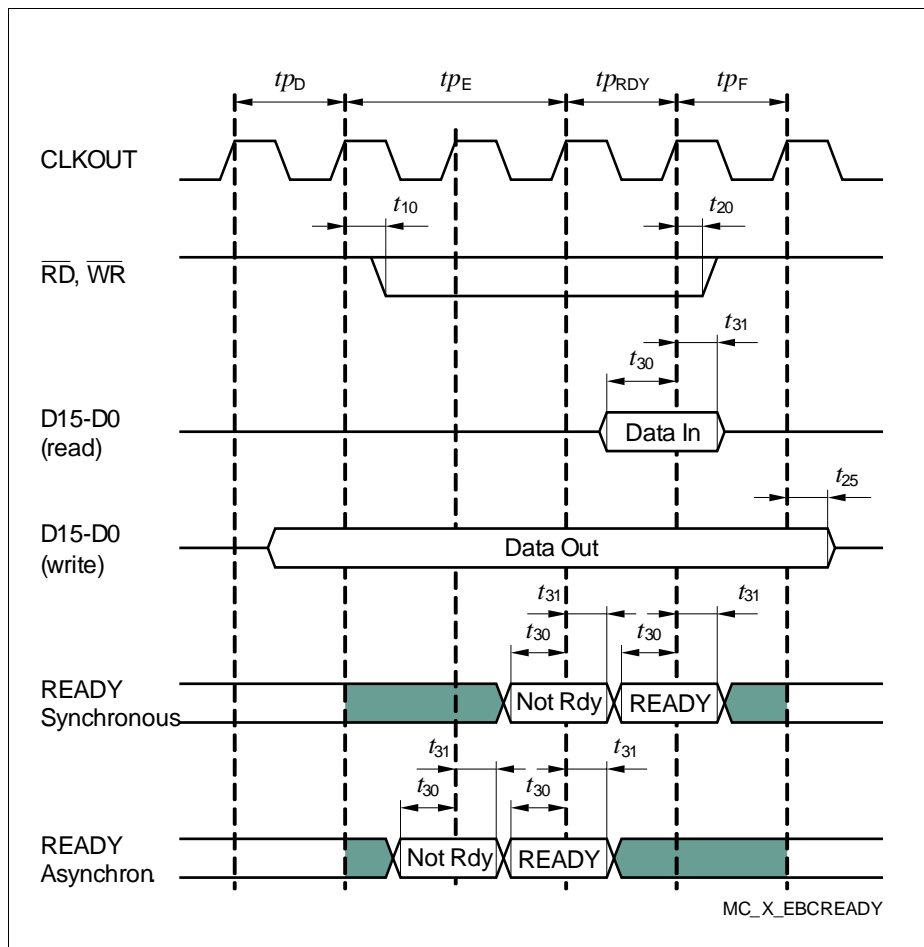 tpD tpE tpRDY tpF
CLKOUT
t10 t20
RD, WR
t31
t30
D15-D0
(read)
Data In
t25
D15-D0
(write)
Data Out
t31 t31
t30 t30
READY
Synchronous
Not Rdy READY
t31 t31
t30 t30
READY
Asynchron.
Not Rdy READY
MC_X_EBCREADY